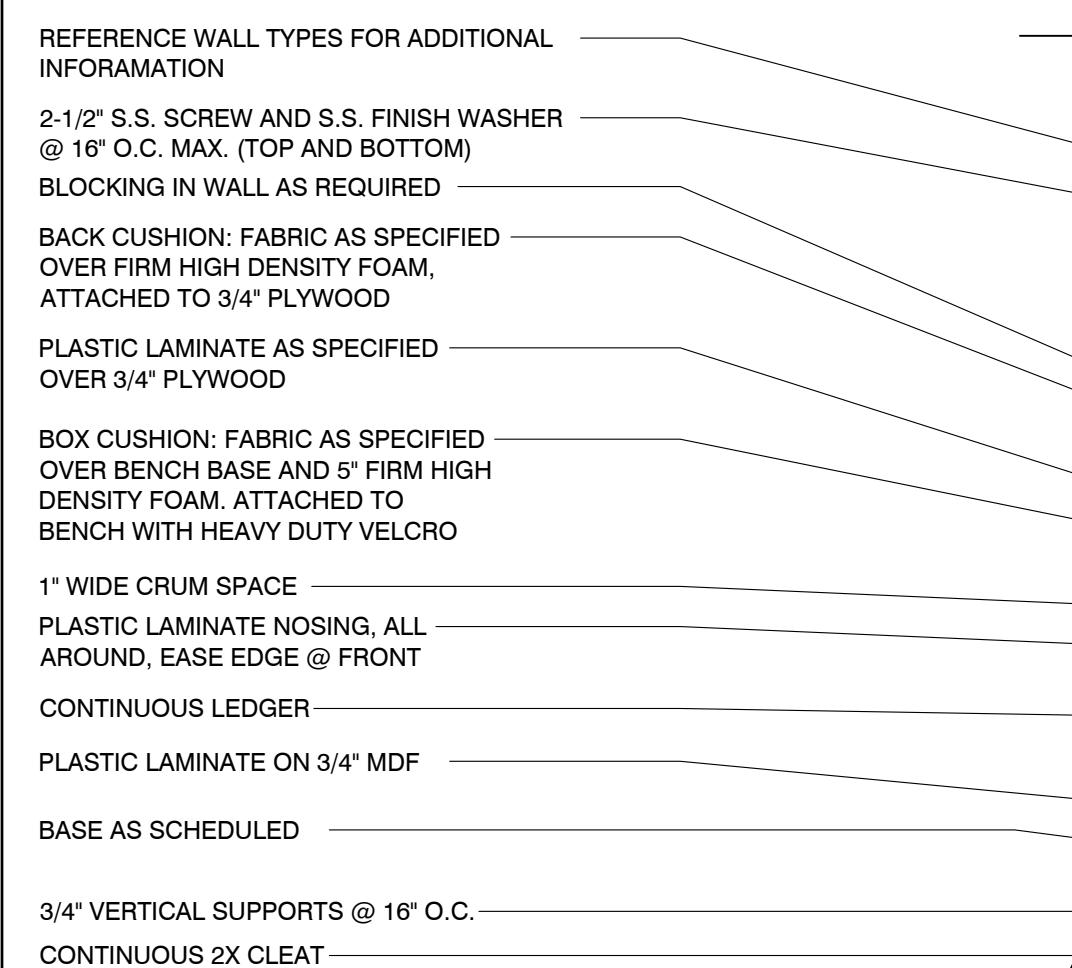 REFERENCE WALL TYPES FOR ADDITIONAL
INFORAMATION
2-1/2" S.S. SCREW AND S.S. FINISH WASHER
@ 16" O.C. MAX. (TOP AND BOTTOM)
BLOCKING IN WALL AS REQUIRED
BACK CUSHION: FABRIC AS SPECIFIED
OVER FIRM HIGH DENSITY FOAM,
ATTACHED TO 3/4" PLYWOOD
PLASTIC LAMINATE AS SPECIFIED
OVER 3/4" PLYWOOD
BOX CUSHION: FABRIC AS SPECIFIED
OVER BENCH BASE AND 5" FIRM HIGH
DENSITY FOAM. ATTACHED TO
BENCH WITH HEAVY DUTY VELCRO
1" WIDE CRUM SPACE
PLASTIC LAMINATE NOSING, ALL
AROUND, EASE EDGE @ FRONT
CONTINUOUS LEDGER
PLASTIC LAMINATE ON 3/4" MDF
BASE AS SCHEDULED
3/4" VERTICAL SUPPORTS @ 16" O.C.
CONTINUOUS 2X CLEAT